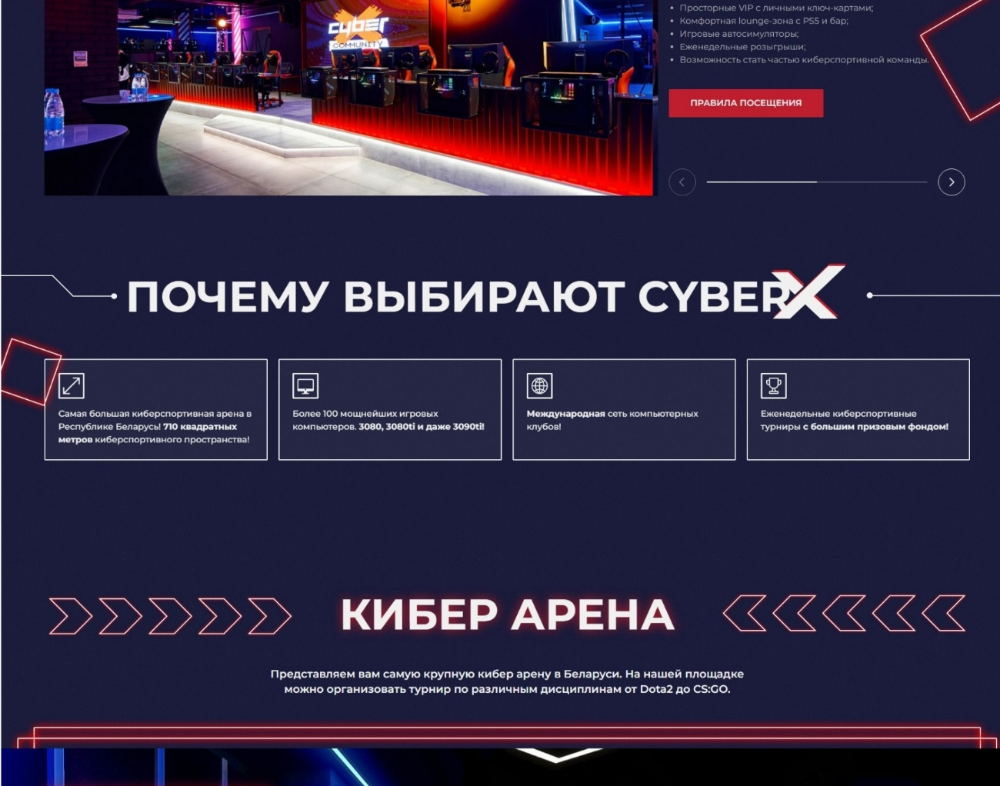 cyber
COMMUNITY
Просторные VIP с личными ключ-картами;
Комфортная lounge-зона с PS5 и бар;
Игровые автосимуляторы;
Еженедельные розыгрыши;
Возможность стать частью киберспортивной команды.
ПРАВИЛА ПОСЕЩЕНИЯ
ПОЧЕМУ ВЫБИРАЮТ CYBERX
Самая большая киберспортивная арена в
Республике Беларусь! 710 квадратных
метров киберспортивного пространства!
Более 100 мощнейших игровых
компьютеров. 3080, 3080ti и даже 3090ti!
Международная сеть компьютерных
клубов!
Еженедельные киберспортивные
турниры с большим призовым фондом!
КИБЕР АРЕНА
Представляем вам самую крупную кибер арену в Беларуси. На нашей площадке
можно организовать турнир по различным дисциплинам от Dota2 до CS:GO.